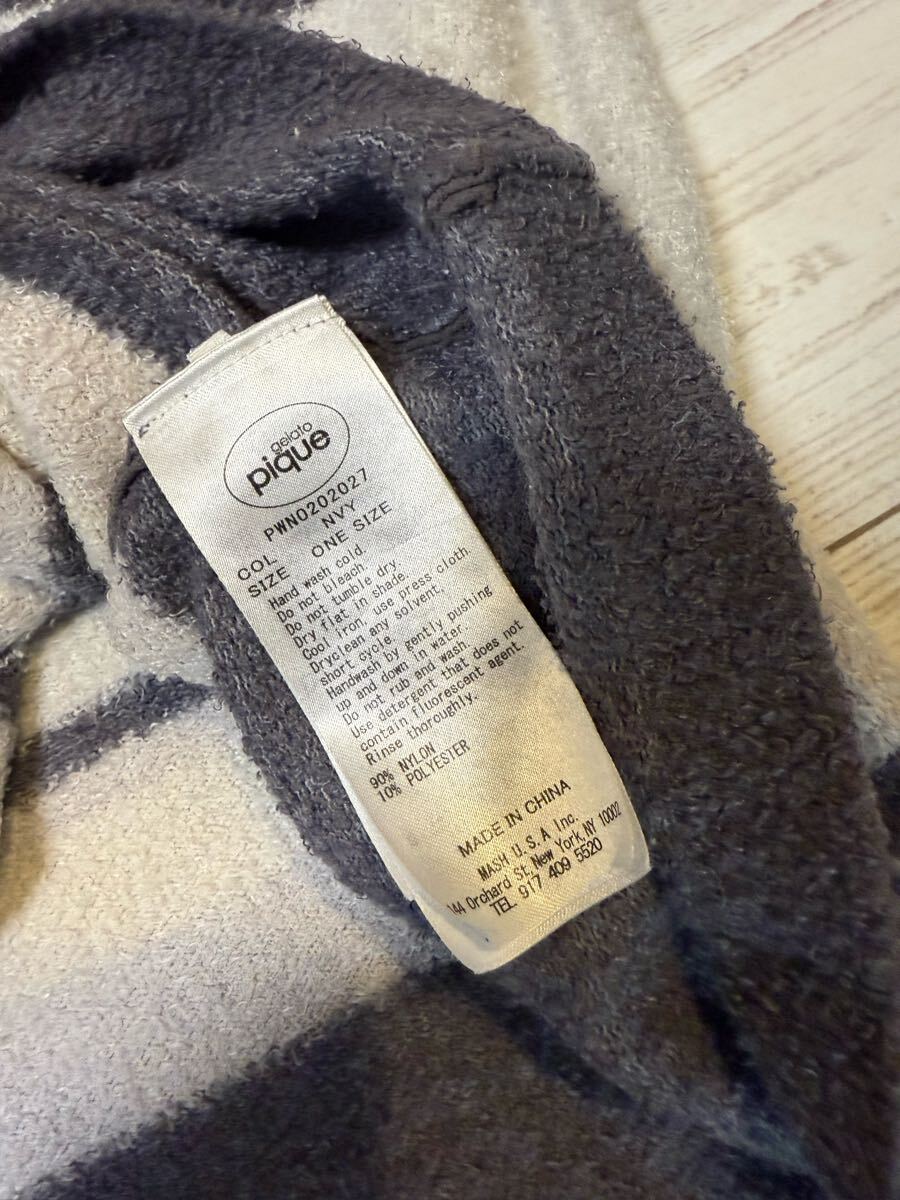 gelato
pique
PWNO202027
COL NVY
SIZE ONE SIZE
Hand wash cold.
Do not bleach.
Do not tumble dry
Dry flat in shade.
Cool iron, use press cloth
Dryclean any solvent,
short cycle.
Handwash by gently pushing
up and down in water.
Do not rub and wash.
Use detergent that does not
contain fluorescent agent.
Rinse thoroughly.
90% NYLON
10% POLYESTER
MADE IN CHINA
MASH U.S.A Inc.
144 Orchard St, New York, NY 10002
TEL 917 409 5520